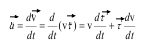 u⃗ = dv⃗/dt = d/dt (vτ⃗) = v dτ⃗/dt + τ⃗ dv/dt